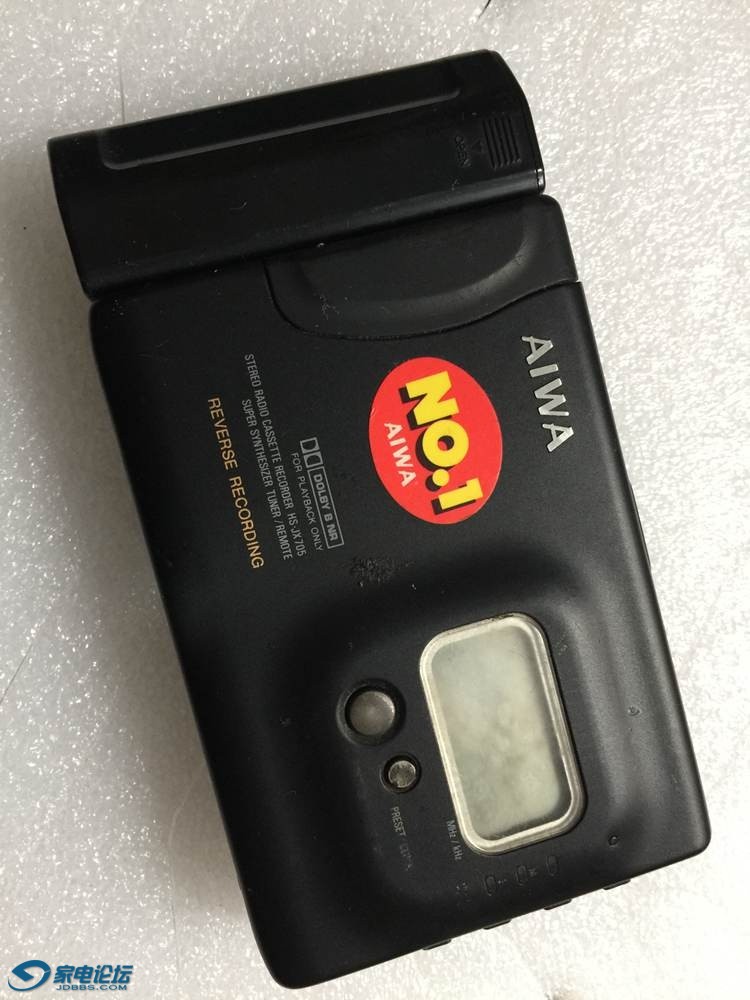 OPEN
AIWA
NO.1
AIWA
DOLBY B NR
FOR PLAYBACK ONLY
STEREO RADIO CASSETTE RECORDER HS-JX705
SUPER SYNTHESIZER TUNER/REMOTE
REVERSE RECORDING
PRESET
MHz/kHz
家电论坛
JDBBS.COM